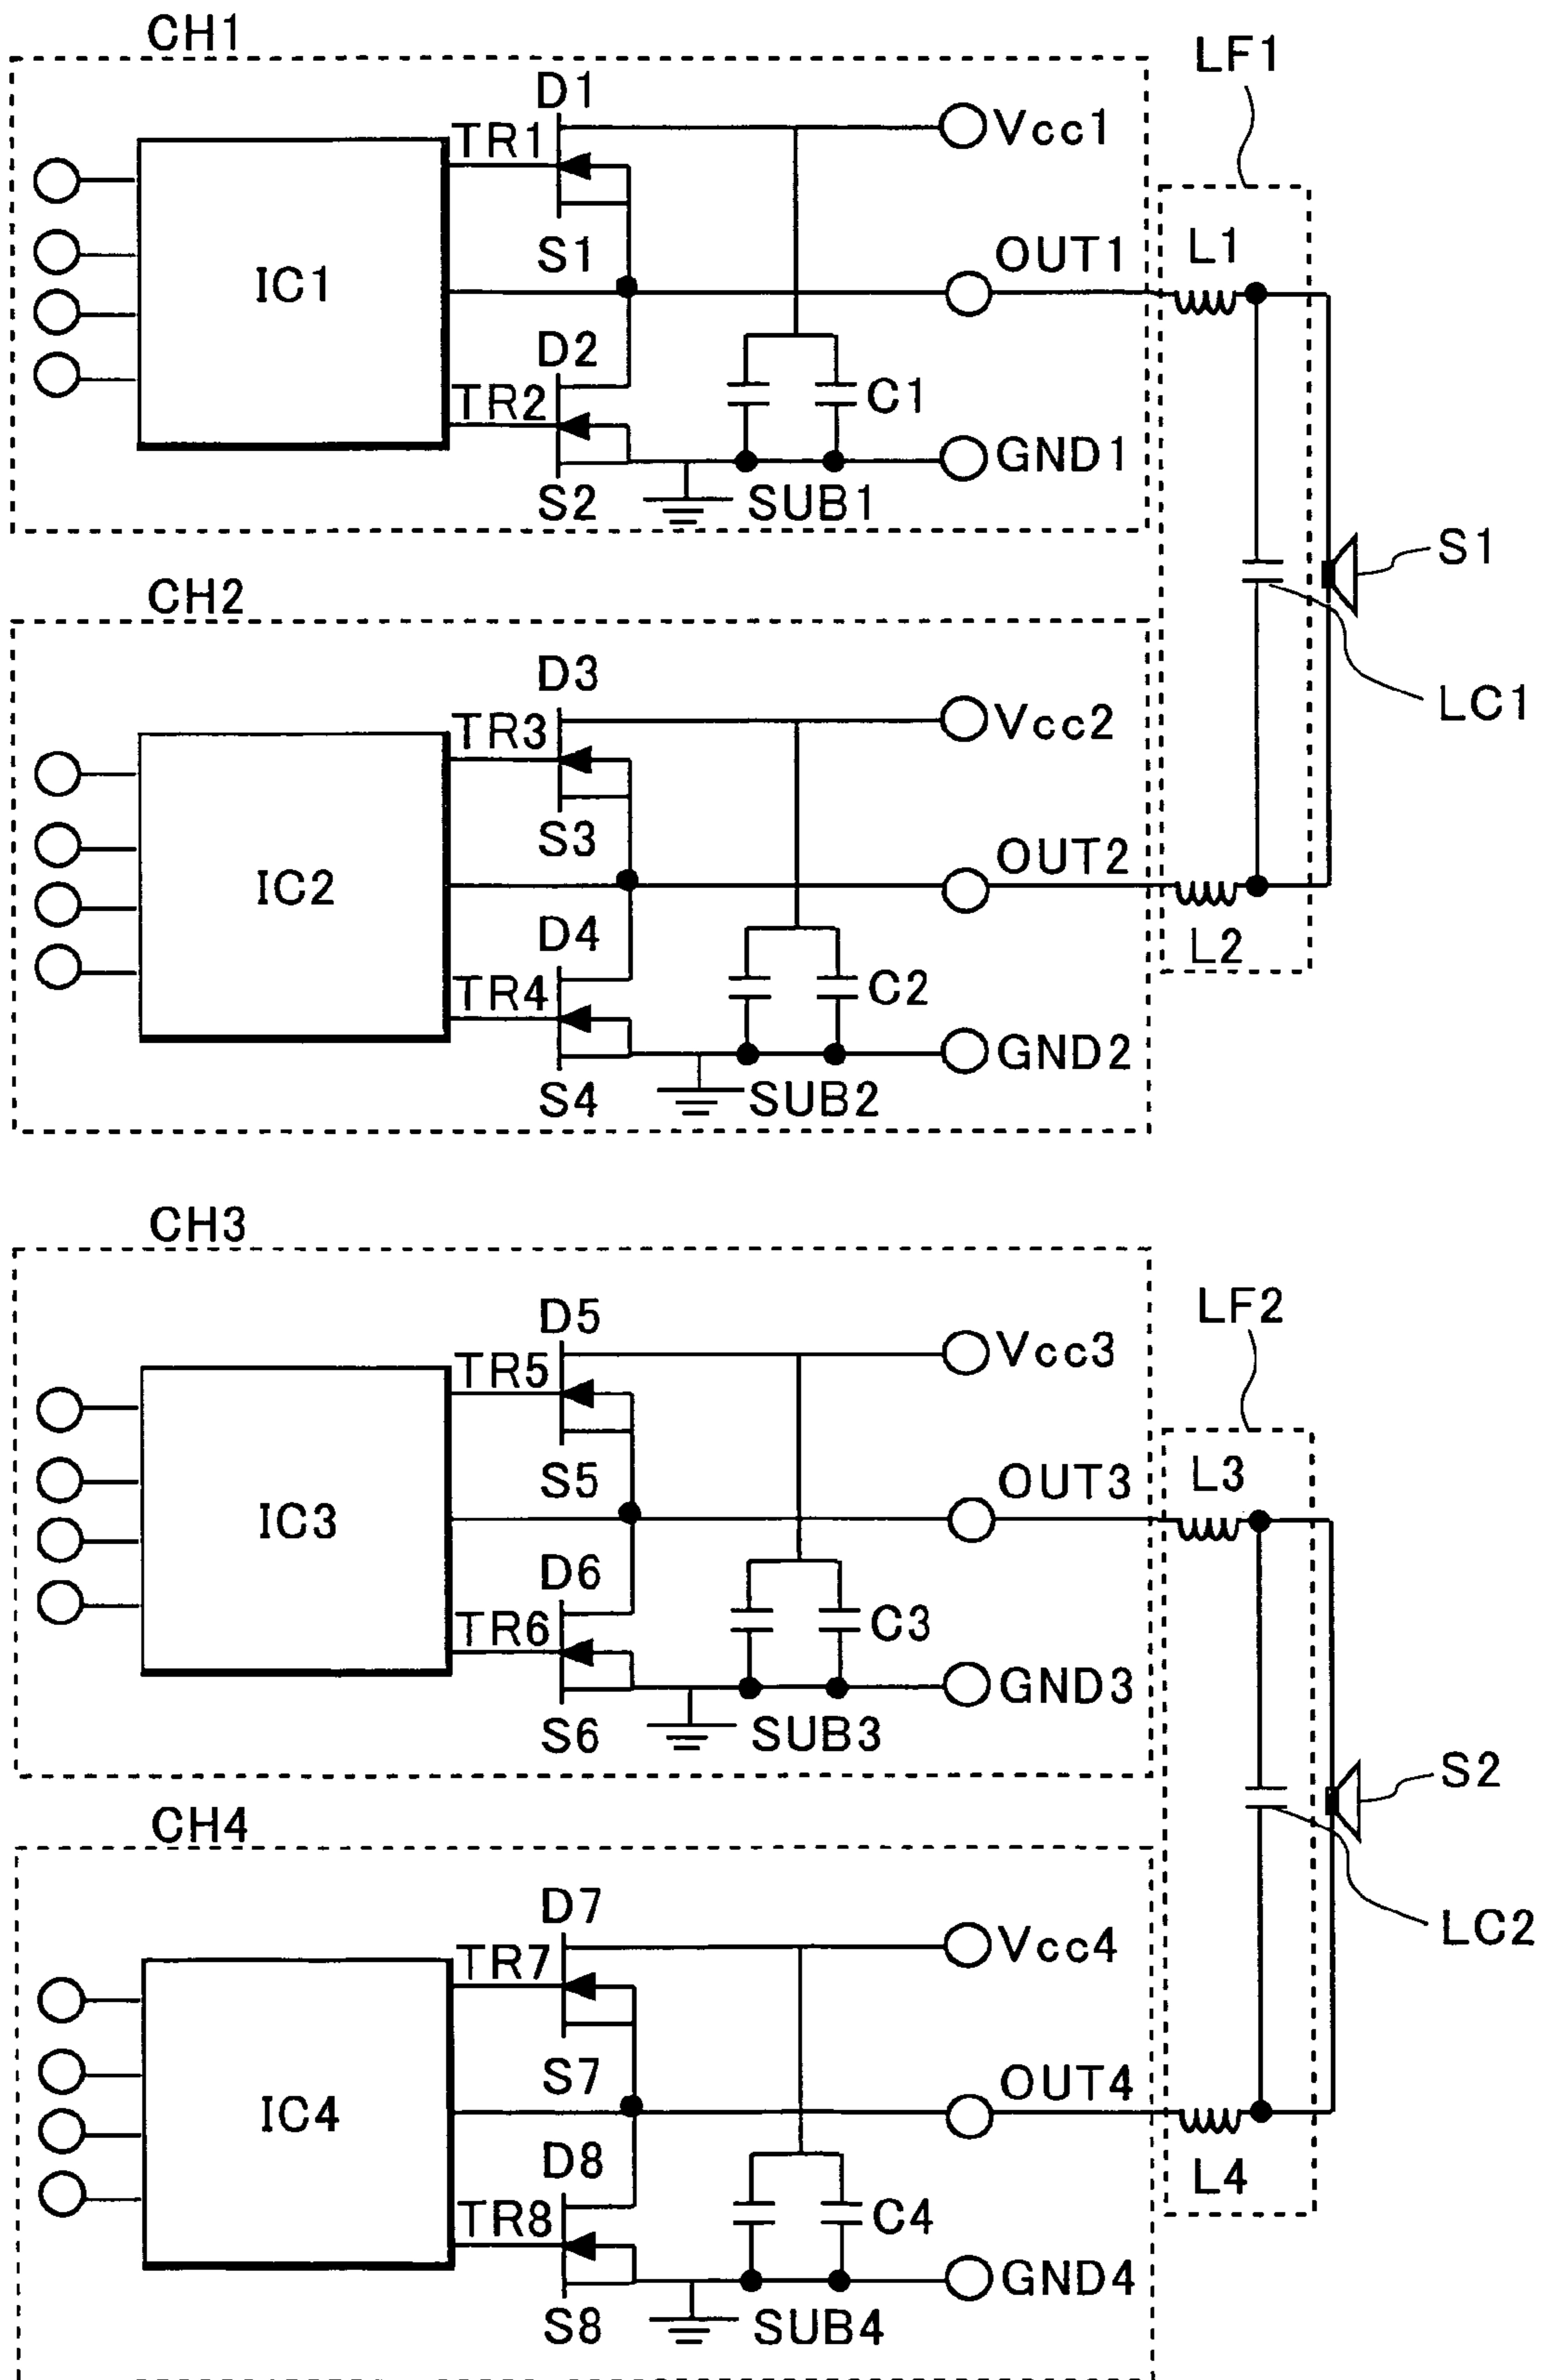 CH1
LF1
D1
TR1
Vcc1
S1
OUT1
L1
IC1
D2
TR2
C1
GND1
S2
SUB1
S1
CH2
D3
LC1
TR3
Vcc2
S3
OUT2
IC2
D4
L2
TR4
C2
GND2
S4
SUB2
CH3
LF2
D5
TR5
Vcc3
S5
OUT3
L3
IC3
D6
TR6
C3
GND3
S6
SUB3
S2
CH4
D7
LC2
TR7
Vcc4
S7
OUT4
IC4
D8
L4
TR8
C4
GND4
S8
SUB4